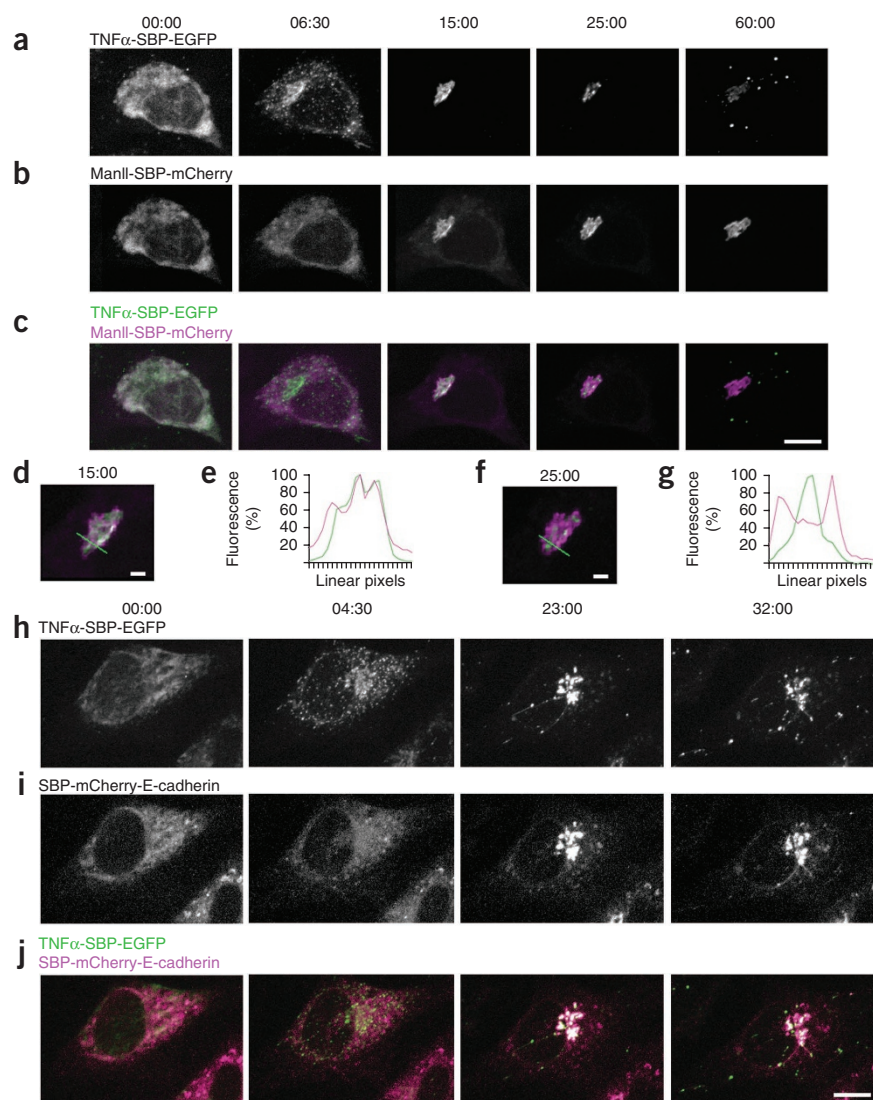 00:00 06:30 15:00 25:00 60:00
a TNFα-SBP-EGFP
b ManII-SBP-mCherry
c TNFα-SBP-EGFP
ManII-SBP-mCherry
d 15:00
e
Fluorescence
(%)
100
80
60
40
20
Linear pixels
f 25:00
g
Fluorescence
(%)
100
80
60
40
20
Linear pixels
00:00 04:30 23:00 32:00
h TNFα-SBP-EGFP
i SBP-mCherry-E-cadherin
j TNFα-SBP-EGFP
SBP-mCherry-E-cadherin